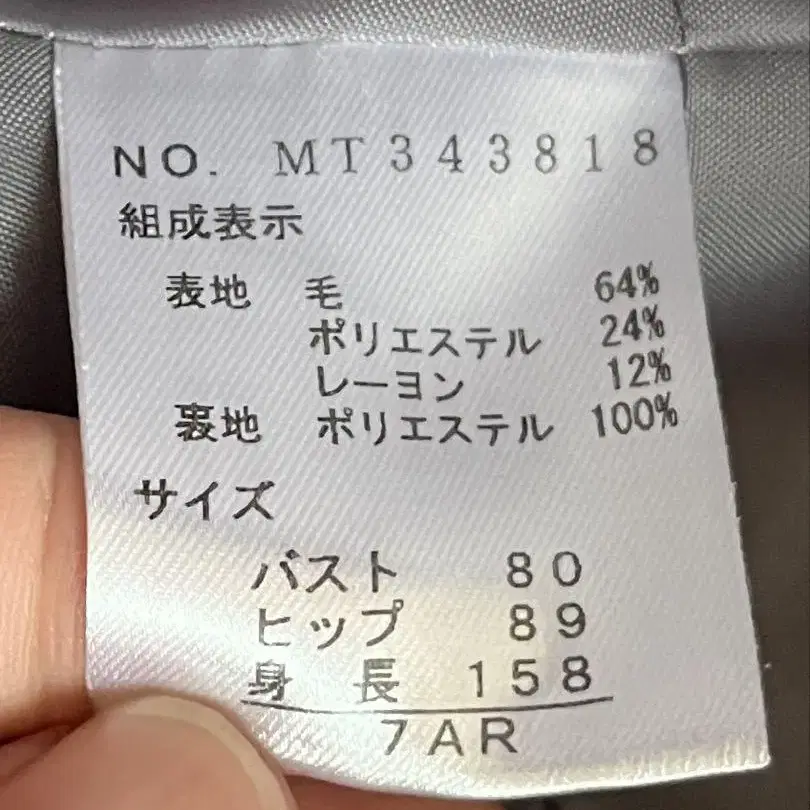 NO. MT343818
組成表示
表地 毛 64%
ポリエステル 24%
レーヨン 12%
裏地 ポリエステル 100%
サイズ
バスト 80
ヒップ 89
身長 158
7AR